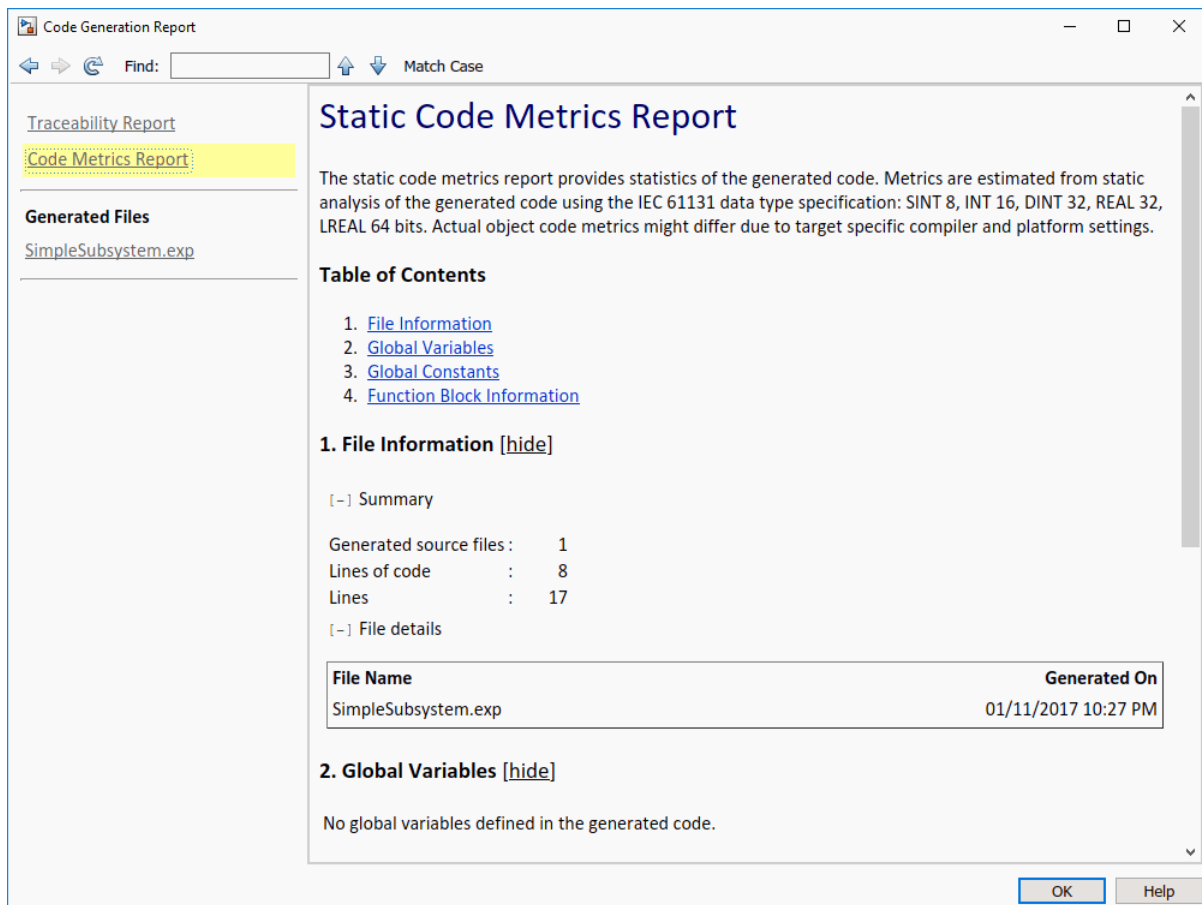 Code Generation Report
Find:
Match Case
Traceability Report
Code Metrics Report
Generated Files
SimpleSubsystem.exp
Static Code Metrics Report
The static code metrics report provides statistics of the generated code. Metrics are estimated from static
analysis of the generated code using the IEC 61131 data type specification: SINT 8, INT 16, DINT 32, REAL 32,
LREAL 64 bits. Actual object code metrics might differ due to target specific compiler and platform settings.
Table of Contents
1. File Information
2. Global Variables
3. Global Constants
4. Function Block Information
1. File Information [hide]
[-] Summary
Generated source files : 1
Lines of code : 8
Lines : 17
[-] File details
File Name Generated On
SimpleSubsystem.exp 01/11/2017 10:27 PM
2. Global Variables [hide]
No global variables defined in the generated code.
OK Help